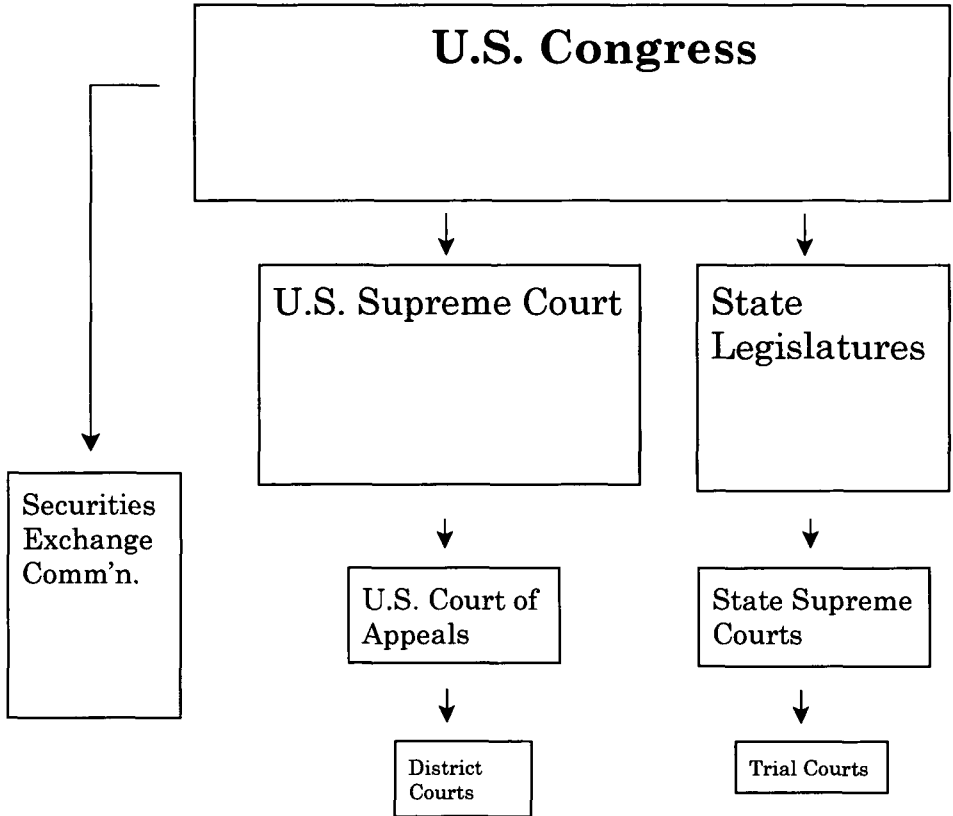 U.S. Congress
U.S. Supreme Court
State
Legislatures
Securities
Exchange
Comm'n.
U.S. Court of
Appeals
State Supreme
Courts
District
Courts
Trial Courts